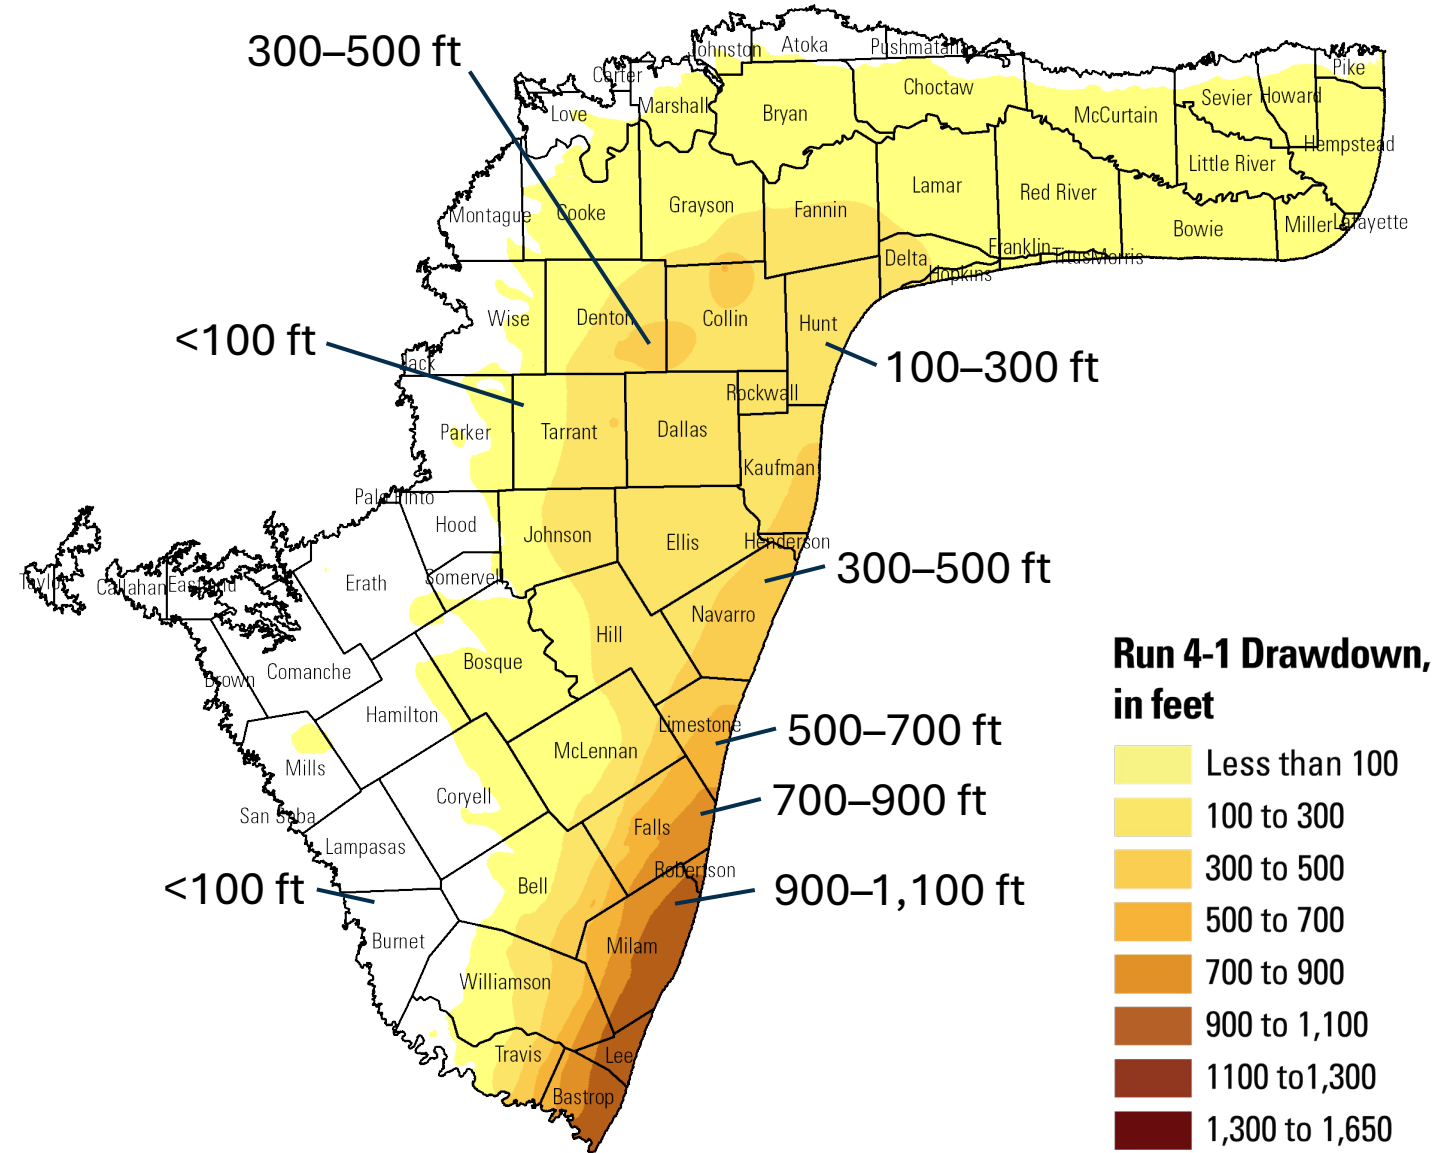 300–500 ft
Johnston
Atoka
Pushmataha
Carter
Pike
Love
Marshall
Bryan
Choctaw
McCurtain
Sevier
Howard
Hempstead
Little River
Montague
Cooke
Grayson
Fannin
Lamar
Red River
Bowie
Miller
Lafayette
Delta
Franklin
Titus
Morris
Hopkins
<100 ft
Wise
Denton
Collin
Hunt
Jack
100–300 ft
Rockwall
Parker
Tarrant
Dallas
Kaufman
Palo Pinto
Hood
Johnson
Ellis
Henderson
300–500 ft
Taylor
Callahan
Eastland
Erath
Somervell
Navarro
Hill
Bosque
Comanche
Brown
Hamilton
Limestone
500–700 ft
McLennan
Mills
Coryell
700–900 ft
San Saba
Falls
Lampasas
Robertson
<100 ft
Bell
900–1,100 ft
Burnet
Milam
Williamson
Travis
Lee
Bastrop
Run 4-1 Drawdown,
in feet
Less than 100
100 to 300
300 to 500
500 to 700
700 to 900
900 to 1,100
1100 to1,300
1,300 to 1,650